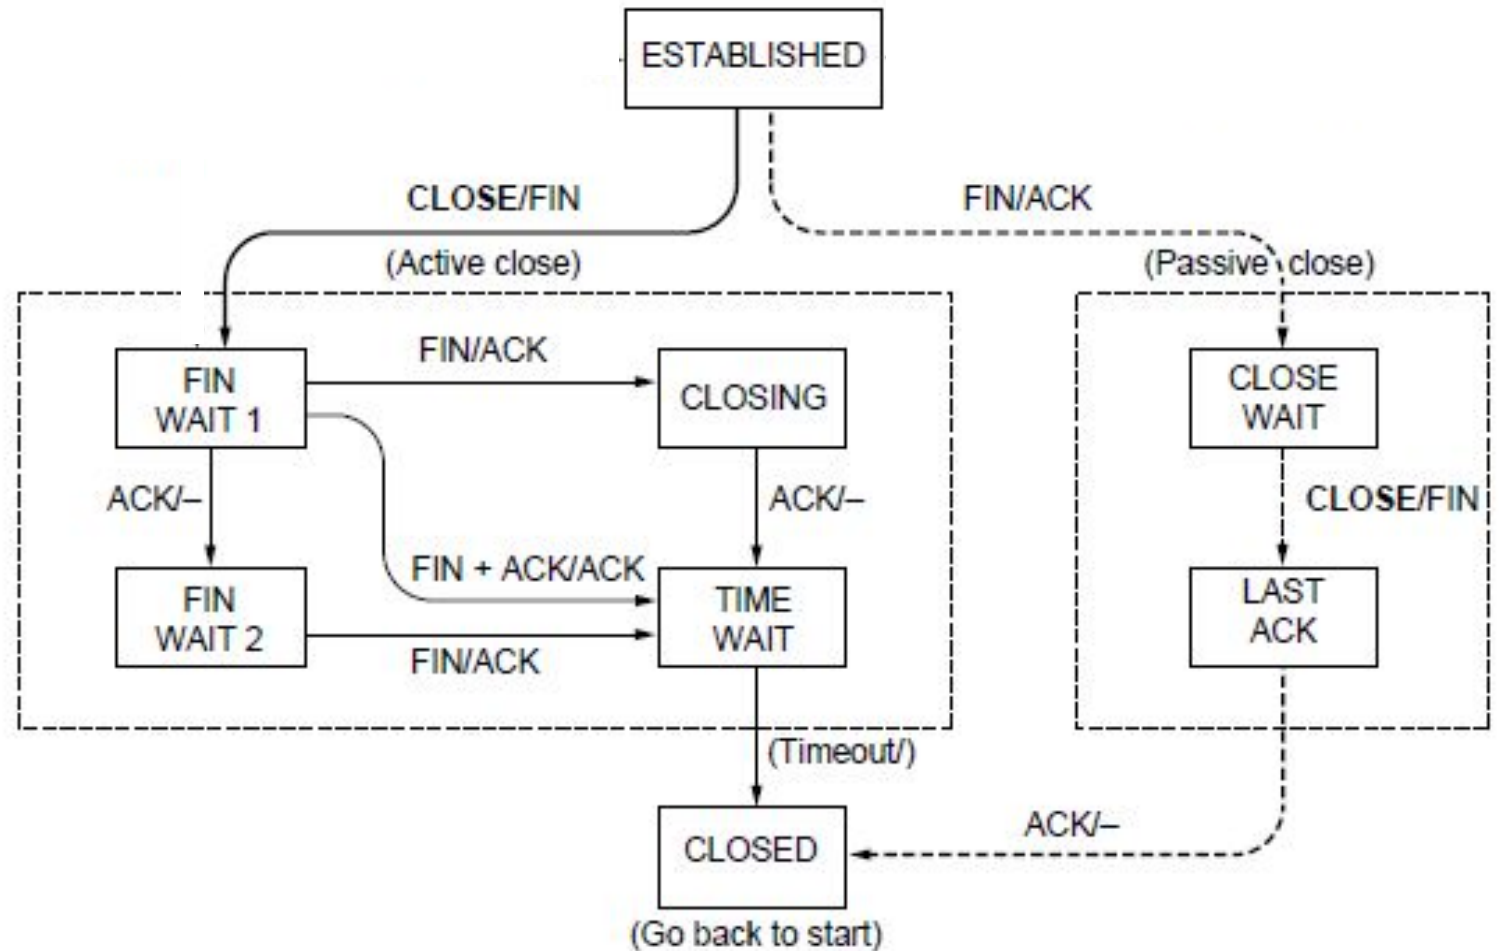 ESTABLISHED
CLOSE/FIN
FIN/ACK
(Active close)
(Passive close)
FIN
WAIT 1
FIN/ACK
CLOSING
CLOSE
WAIT
ACK/–
ACK/–
CLOSE/FIN
FIN + ACK/ACK
FIN
WAIT 2
TIME
WAIT
LAST
ACK
FIN/ACK
(Timeout/)
ACK/–
CLOSED
(Go back to start)